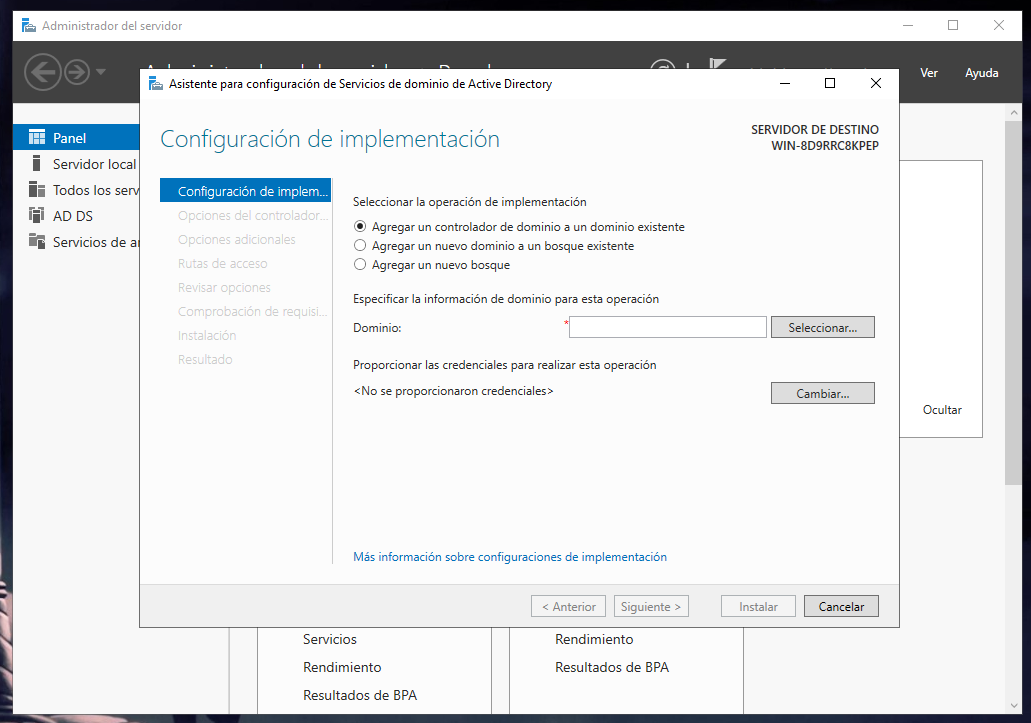 Administrador del servidor
Ver Ayuda
Asistente para configuración de Servicios de dominio de Active Directory
Configuración de implementación
SERVIDOR DE DESTINO
WIN-8D9RRC8KPEP
Panel
Servidor local
Todos los serv
AD DS
Servicios de ar
Configuración de implem...
Opciones del controlador...
Opciones adicionales
Rutas de acceso
Revisar opciones
Comprobación de requisi...
Instalación
Resultado
Seleccionar la operación de implementación
Agregar un controlador de dominio a un dominio existente
Agregar un nuevo dominio a un bosque existente
Agregar un nuevo bosque
Especificar la información de dominio para esta operación
Dominio: * Seleccionar...
Proporcionar las credenciales para realizar esta operación
<No se proporcionaron credenciales> Cambiar...
Ocultar
Más información sobre configuraciones de implementación
< Anterior Siguiente > Instalar Cancelar
Servicios
Rendimiento
Resultados de BPA
Rendimiento
Resultados de BPA